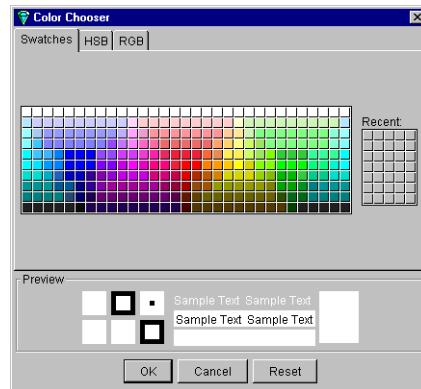 Color Chooser
Swatches HSB RGB
Recent:
Preview
Sample Text Sample Text
Sample Text Sample Text
OK Cancel Reset